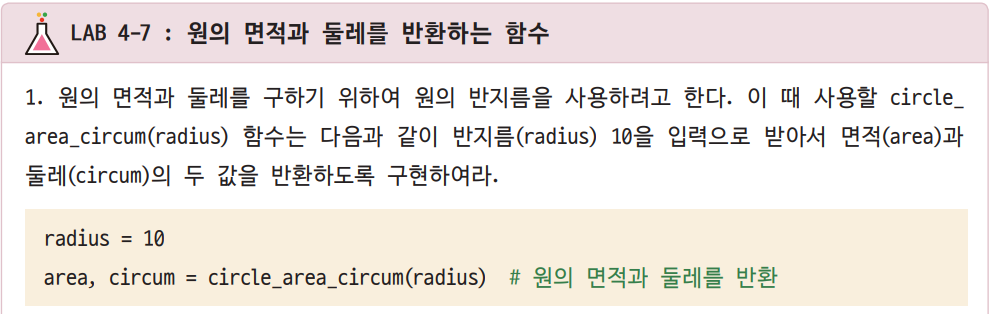 LAB 4-7 : 원의 면적과 둘레를 반환하는 함수
1. 원의 면적과 둘레를 구하기 위하여 원의 반지름을 사용하려고 한다. 이 때 사용할 circle_
area_circum(radius) 함수는 다음과 같이 반지름(radius) 10을 입력으로 받아서 면적(area)과
둘레(circum)의 두 값을 반환하도록 구현하여라.
radius = 10
area, circum = circle_area_circum(radius)  # 원의 면적과 둘레를 반환